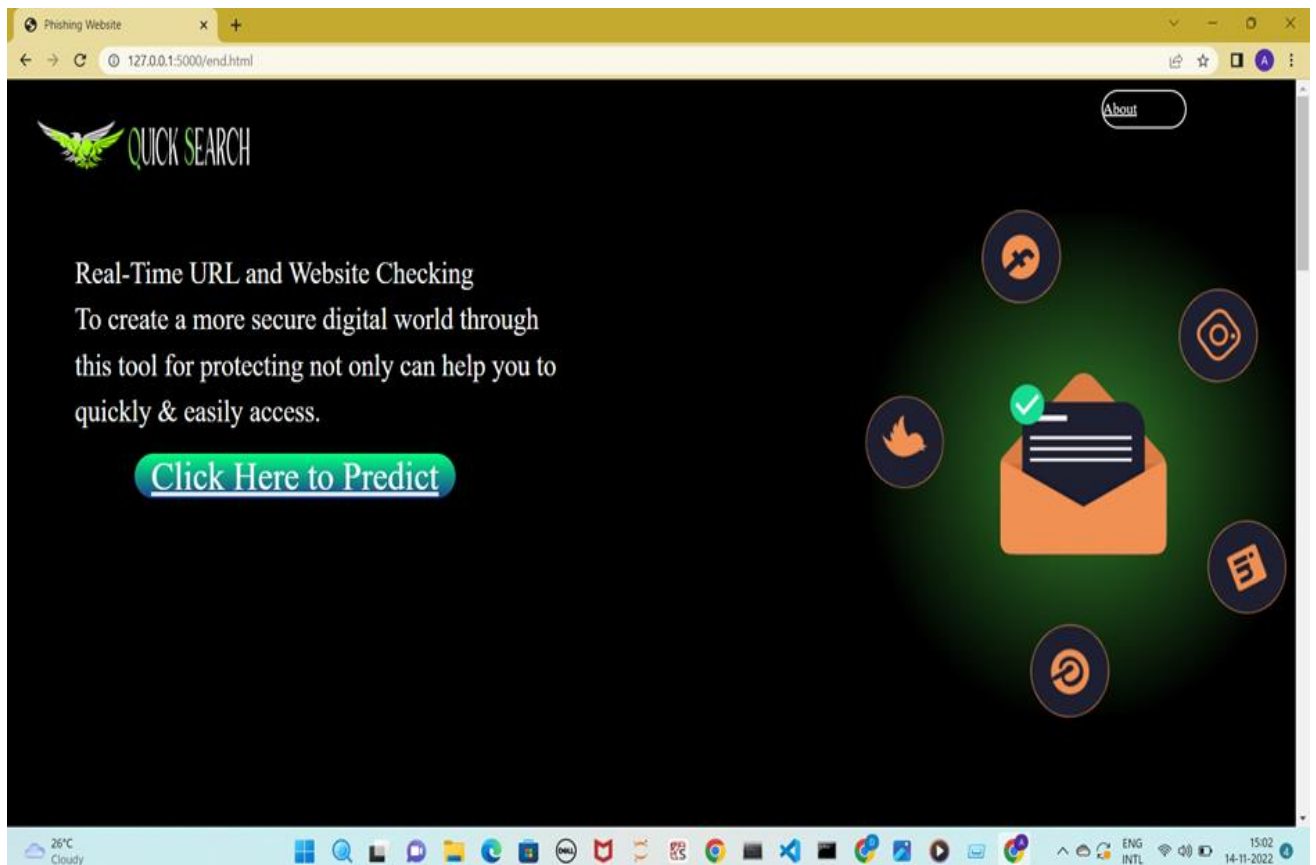 Phishing Website
127.0.0.1:5000/end.html
A
About
QUICK SEARCH
Real-Time URL and Website Checking
To create a more secure digital world through
this tool for protecting not only can help you to
quickly & easily access.
Click Here to Predict
26°C
Cloudy
DELL
ENG
INTL
15:02
14-11-2022
4